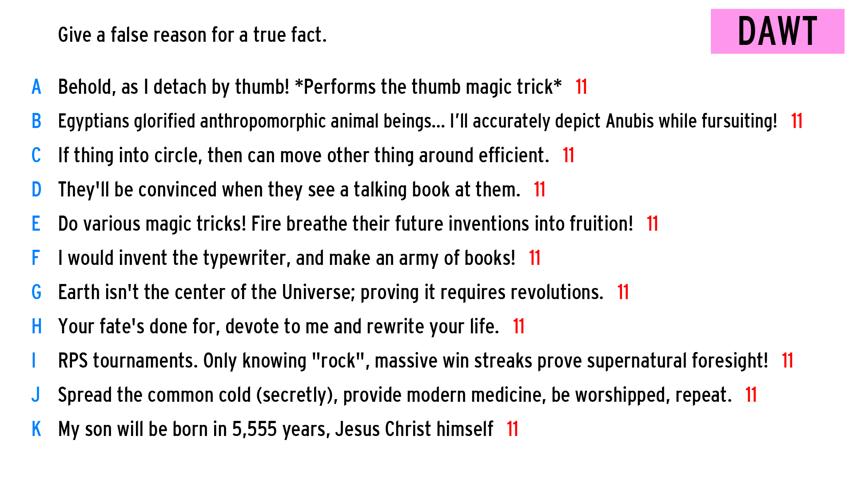 Give a false reason for a true fact.
DAWT
A Behold, as I detach by thumb! *Performs the thumb magic trick* 11
B Egyptians glorified anthropomorphic animal beings... I'll accurately depict Anubis while fursuiting! 11
C If thing into circle, then can move other thing around efficient. 11
D They'll be convinced when they see a talking book at them. 11
E Do various magic tricks! Fire breathe their future inventions into fruition! 11
F I would invent the typewriter, and make an army of books! 11
G Earth isn't the center of the Universe; proving it requires revolutions. 11
H Your fate's done for, devote to me and rewrite your life. 11
I RPS tournaments. Only knowing "rock", massive win streaks prove supernatural foresight! 11
J Spread the common cold (secretly), provide modern medicine, be worshipped, repeat. 11
K My son will be born in 5,555 years, Jesus Christ himself 11